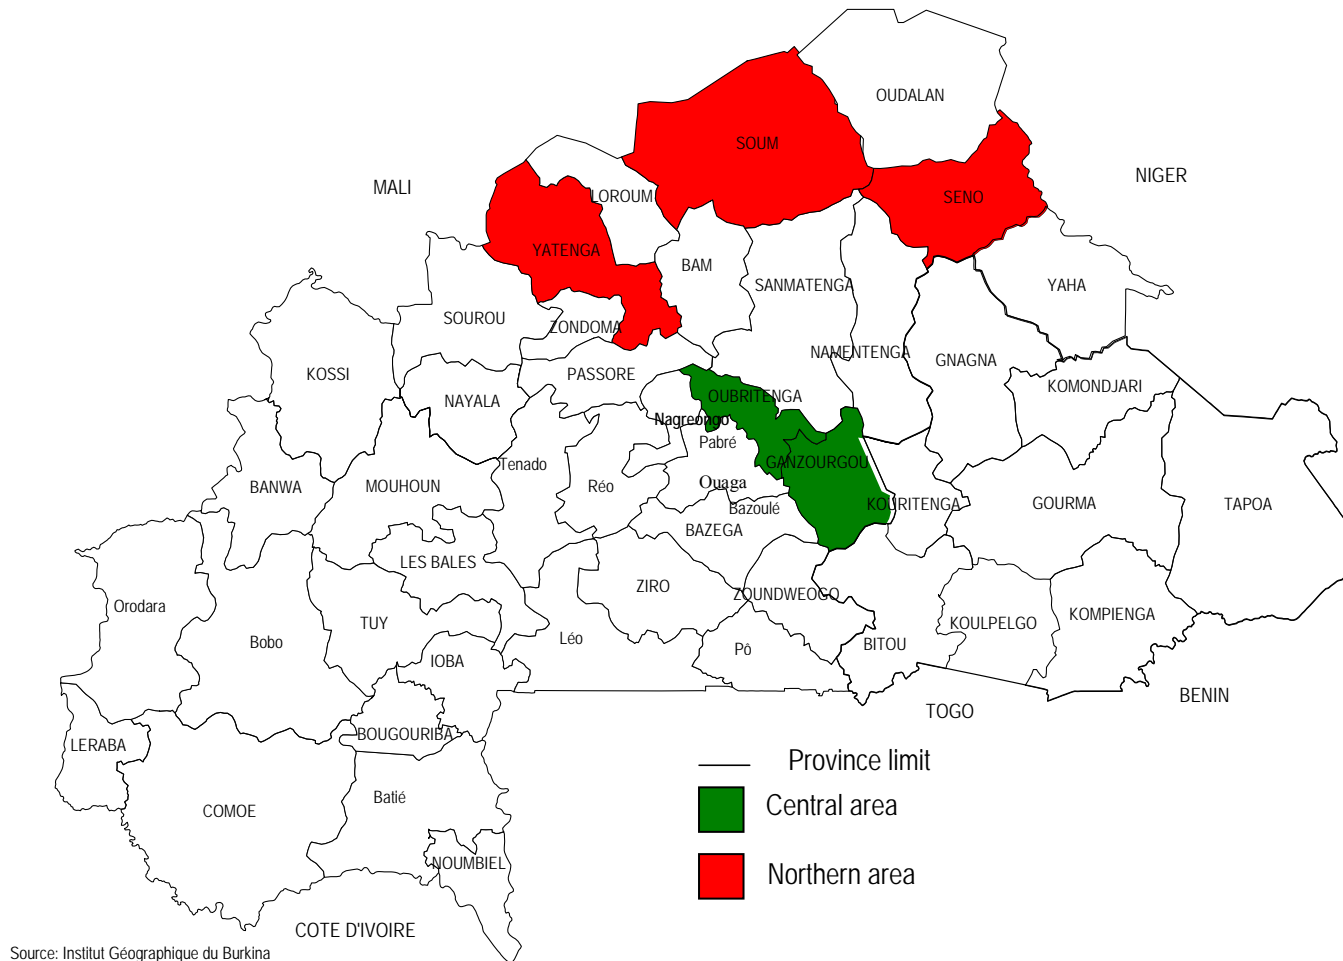 OUDALAN
SOUM
MALI
NIGER
LOROUM
SENO
YATENGA
BAM
SANMATENGA
YAHA
SOUROU
ZONDOMA
NAMENTENGA
GNAGNA
KOSSI
PASSORE
KOMONDJARI
NAYALA
OUBRITENGA
Nagreongo
Pabré
Tenado
GANZOURGOU
BANWA
MOUHOUN
Réo
Ouaga
KOURITENGA
GOURMA
TAPOA
Bazoulé
BAZEGA
LES BALES
ZIRO
ZOUNDWEOGO
Orodara
TUY
KOULPELGO
KOMPIENGA
Bobo
Léo
Pô
BITOU
IOBA
BENIN
TOGO
BOUGOURIBA
LERABA
Province limit
Batié
COMOE
Central area
NOUMBIEL
Northern area
COTE D'IVOIRE
Source: Institut Géographique du Burkina